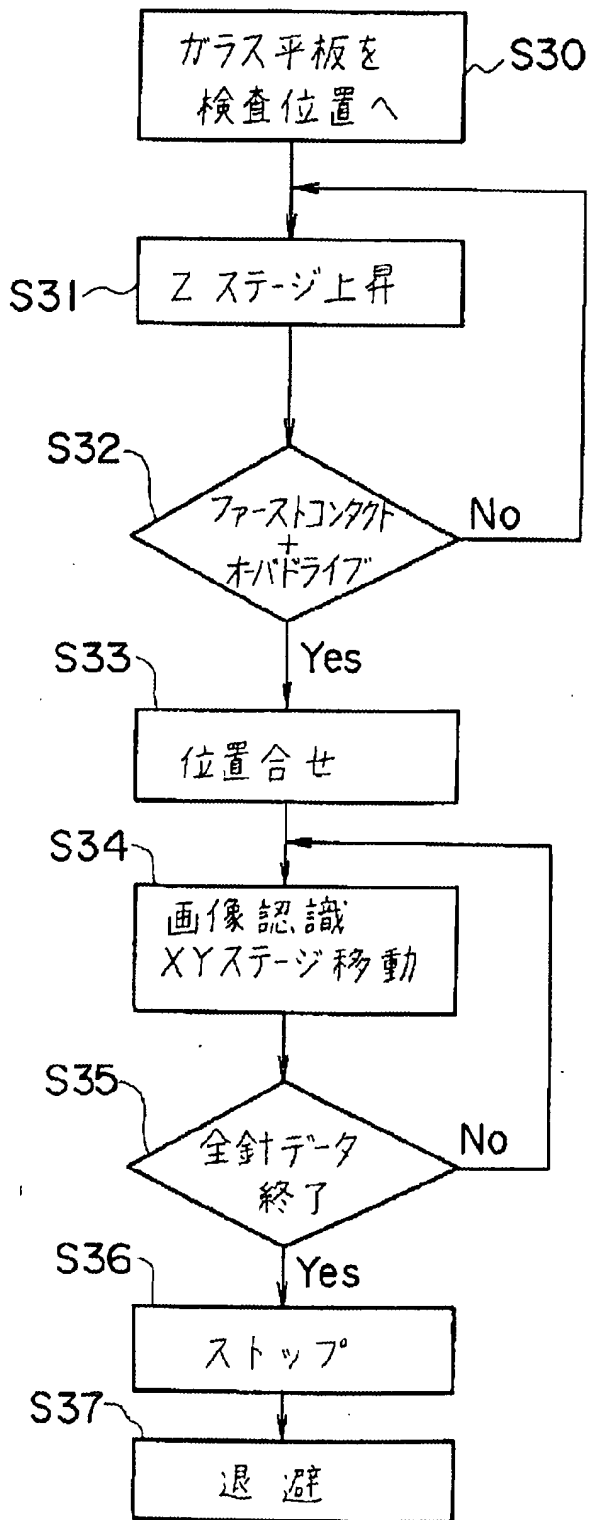 ガラス平板を
検査位置へ
S30
S31
Z ステージ上昇
S32
ファーストコンタクト
+
オーバドライブ
No
Yes
S33
位置合せ
S34
画像認識
XYステージ移動
S35
全針データ
終了
No
Yes
S36
ストップ
S37
退避